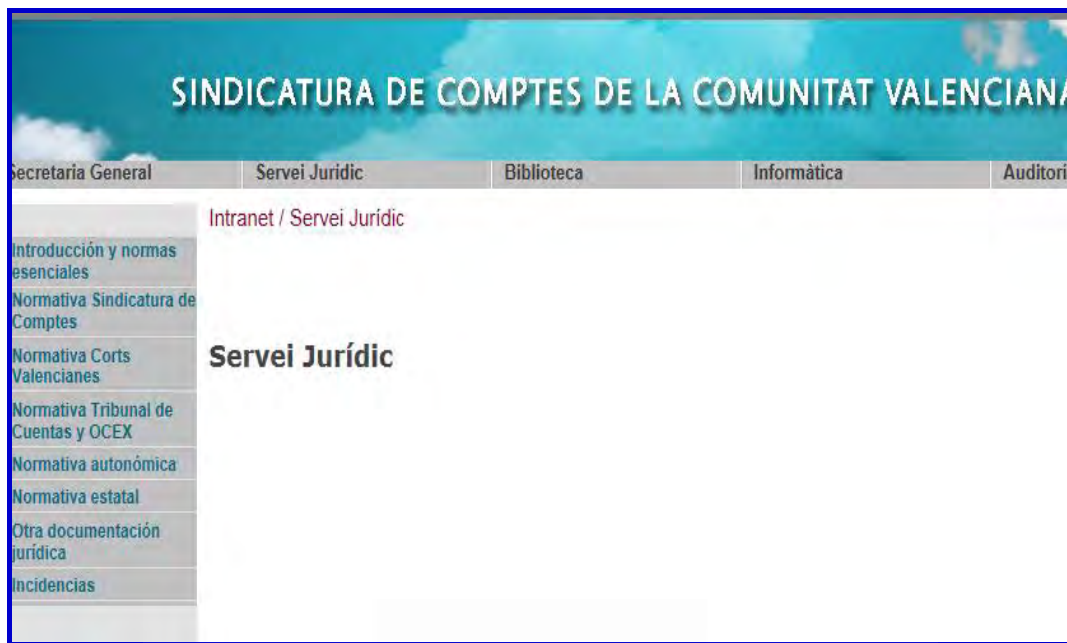 SINDICATURA DE COMPTES DE LA COMUNITAT VALENCIANA
Secretaria General Servei Juridic Biblioteca Informàtica Auditori
Intranet / Servei Jurídic
Introducción y normas
esenciales
Normativa Sindicatura de
Comptes
Normativa Corts
Valencianes
Normativa Tribunal de
Cuentas y OCEX
Normativa autonómica
Normativa estatal
Otra documentación
jurídica
Incidencias
Servei Jurídic